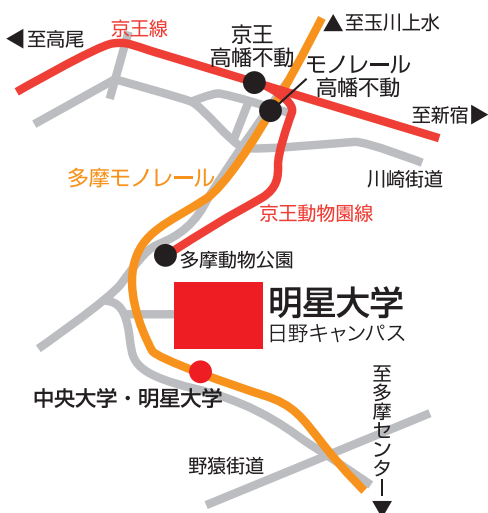 至玉川上水
京王線
京王
高幡不動
至高尾
モノレール
高幡不動
至新宿
多摩モノレール
川崎街道
京王動物園線
多摩動物公園
明星大学
日野キャンパス
中央大学・明星大学
至多摩センター
野猿街道